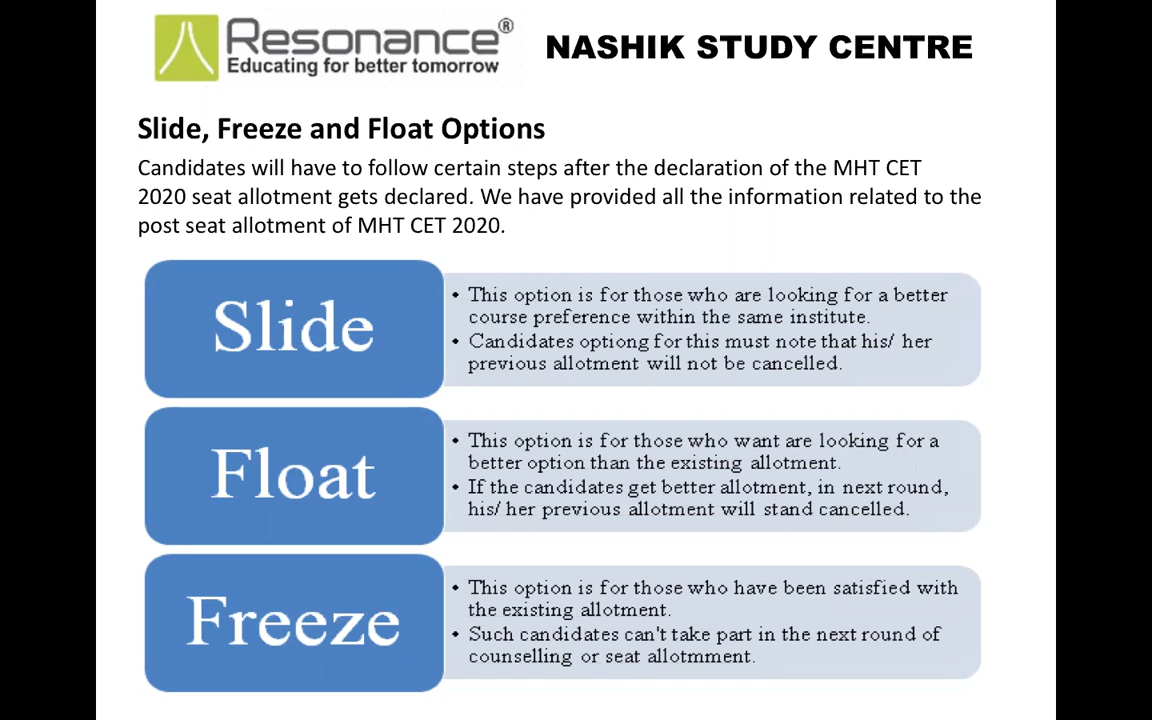 Resonance®
Educating for better tomorrow
NASHIK STUDY CENTRE
Slide, Freeze and Float Options
Candidates will have to follow certain steps after the declaration of the MHT CET
2020 seat allotment gets declared. We have provided all the information related to the
post seat allotment of MHT CET 2020.
Slide
• This option is for those who are looking for a better
course preference within the same institute.
• Candidates optiong for this must note that his/ her
previous allotment will not be cancelled.
Float
• This option is for those who want are looking for a
better option than the existing allotment.
• If the candidates get better allotment, in next round,
his/ her previous allotment will stand cancelled.
Freeze
• This option is for those who have been satisfied with
the existing allotment.
• Such candidates can't take part in the next round of
counselling or seat allotmment.